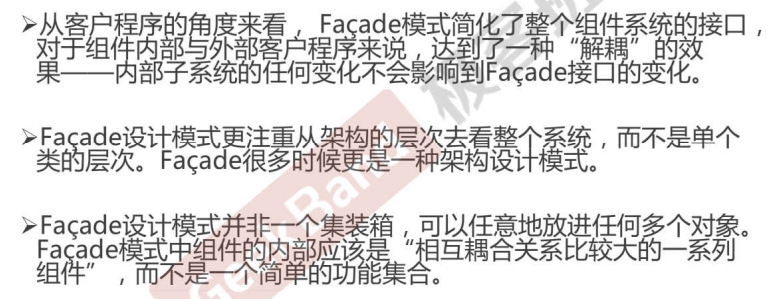 ➢从客户程序的角度来看，Façade模式简化了整个组件系统的接口，
对于组件内部与外部客户程序来说，达到了一种“解耦”的效
果——内部子系统的任何变化不会影响到Façade接口的变化。
➢Façade设计模式更注重从架构的层次去看整个系统，而不是单个
类的层次。Façade很多时候更是一种架构设计模式。
➢Façade设计模式并非一个集装箱，可以任意地放进任何多个对象。
Façade模式中组件的内部应该是“相互耦合关系比较大的一系列
组件”，而不是一个简单的功能集合。
GeekBang
极客班